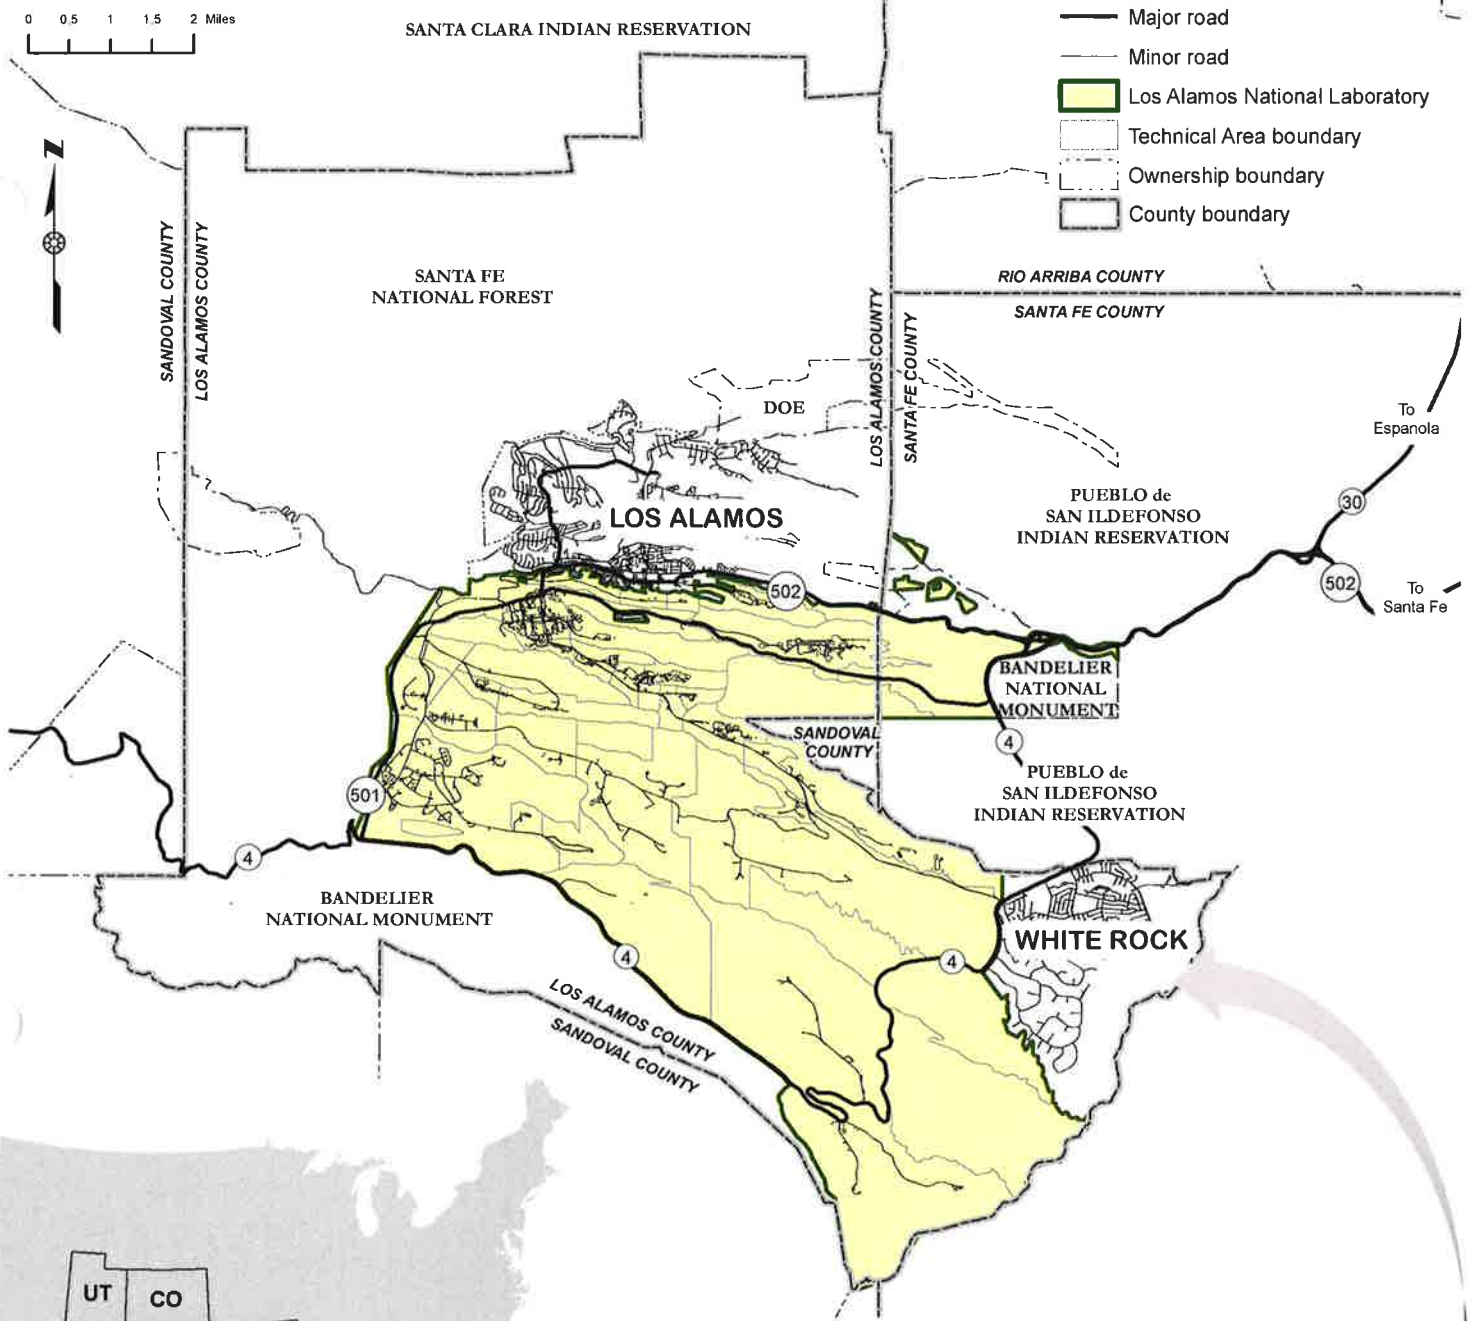 0 0.5 1 1.5 2 Miles
SANTA CLARA INDIAN RESERVATION
Major road
Minor road
Los Alamos National Laboratory
Technical Area boundary
Ownership boundary
County boundary
N
SANDOVAL COUNTY
LOS ALAMOS COUNTY
SANTA FE
NATIONAL FOREST
RIO ARRIBA COUNTY
SANTA FE COUNTY
LOS ALAMOS COUNTY
SANTA FE COUNTY
DOE
To
Espanola
PUEBLO de
SAN ILDEFONSO
INDIAN RESERVATION
30
LOS ALAMOS
502
502
To
Santa Fe
BANDELIER
NATIONAL
MONUMENT
SANDOVAL
COUNTY
4
PUEBLO de
SAN ILDEFONSO
INDIAN RESERVATION
501
4
BANDELIER
NATIONAL MONUMENT
WHITE ROCK
4
4
LOS ALAMOS COUNTY
SANDOVAL COUNTY
UT
CO